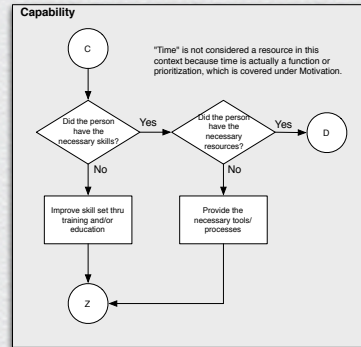 Capability
C
"Time" is not considered a resource in this
context because time is actually a function or
prioritization, which is covered under Motivation.
Did the person
have the
necessary skills?
Yes
Did the person
have the
necessary
resources?
Yes
D
No
No
Improve skill set thru
training and/or
education
Provide the
necessary tools/
processes
Z